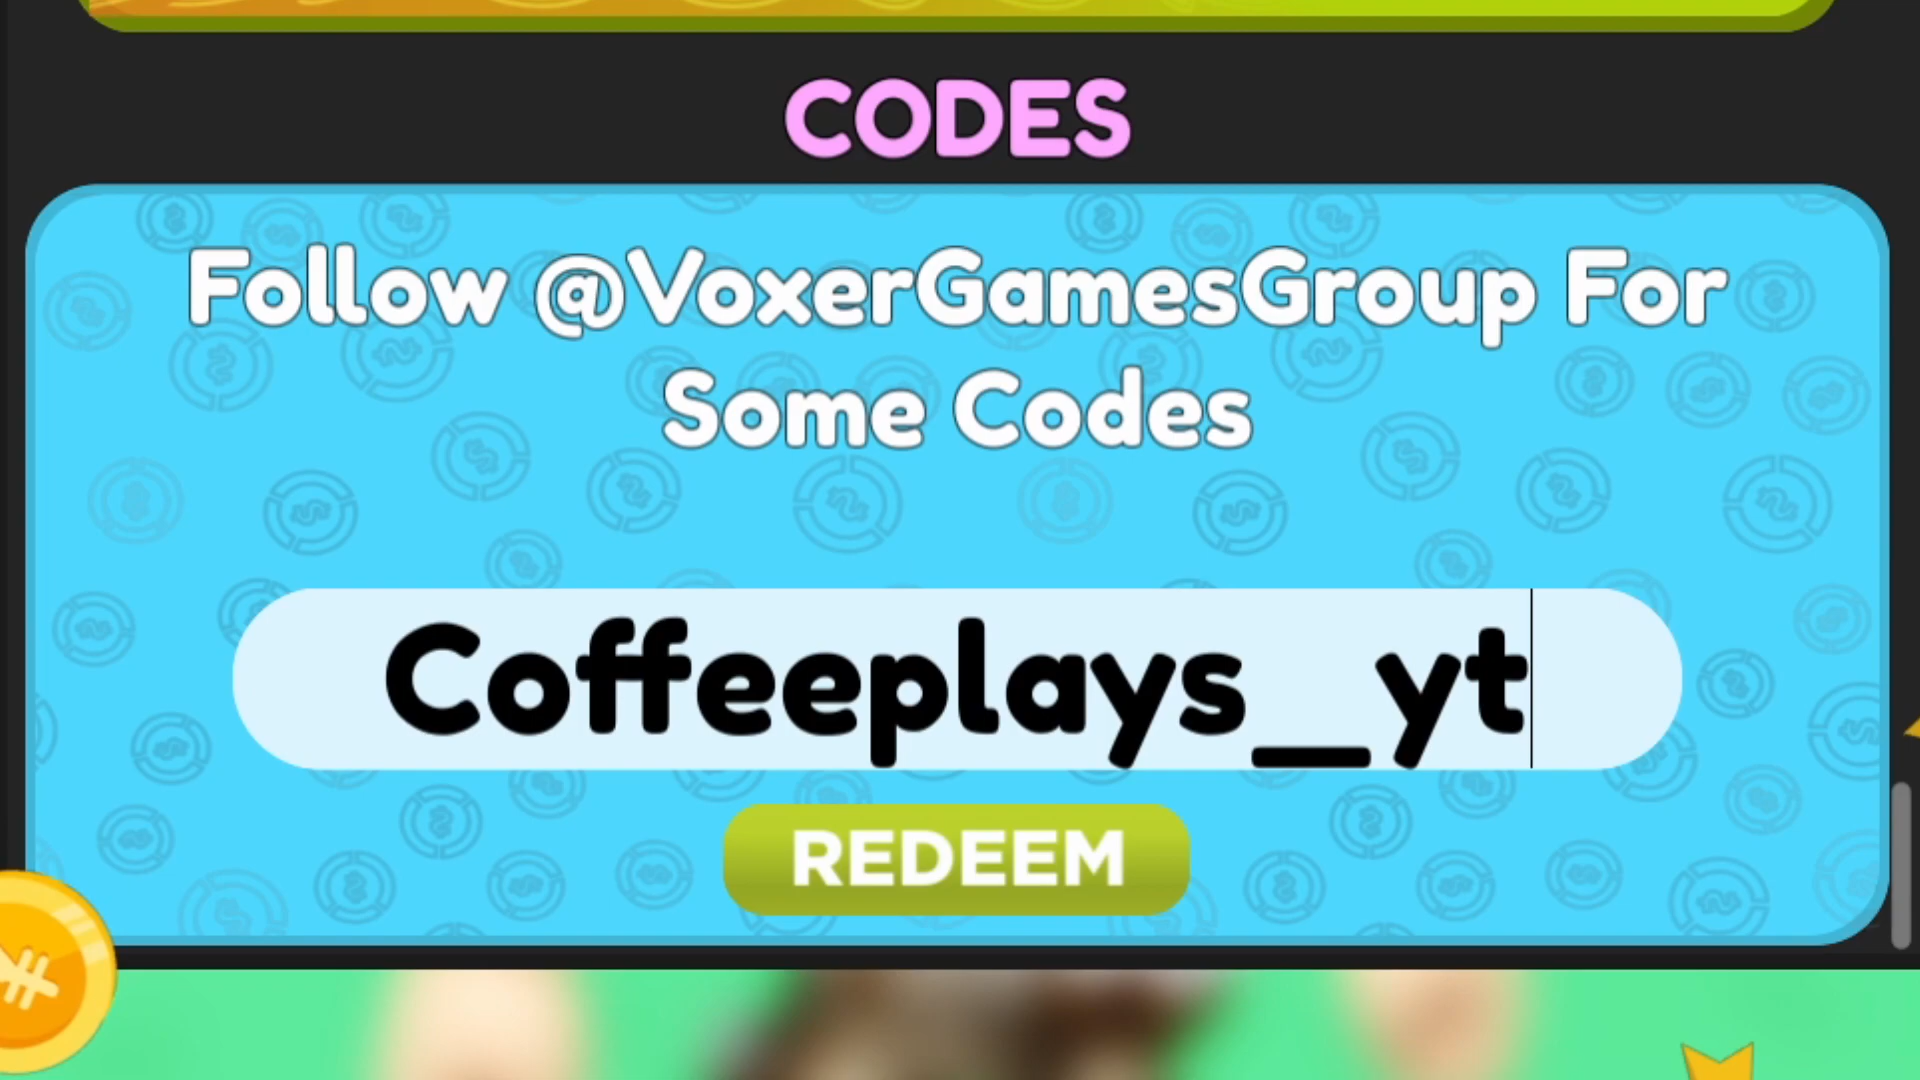 CODES
Follow @VoxerGamesGroup For
Some Codes
Coffeeplays_yt
REDEEM